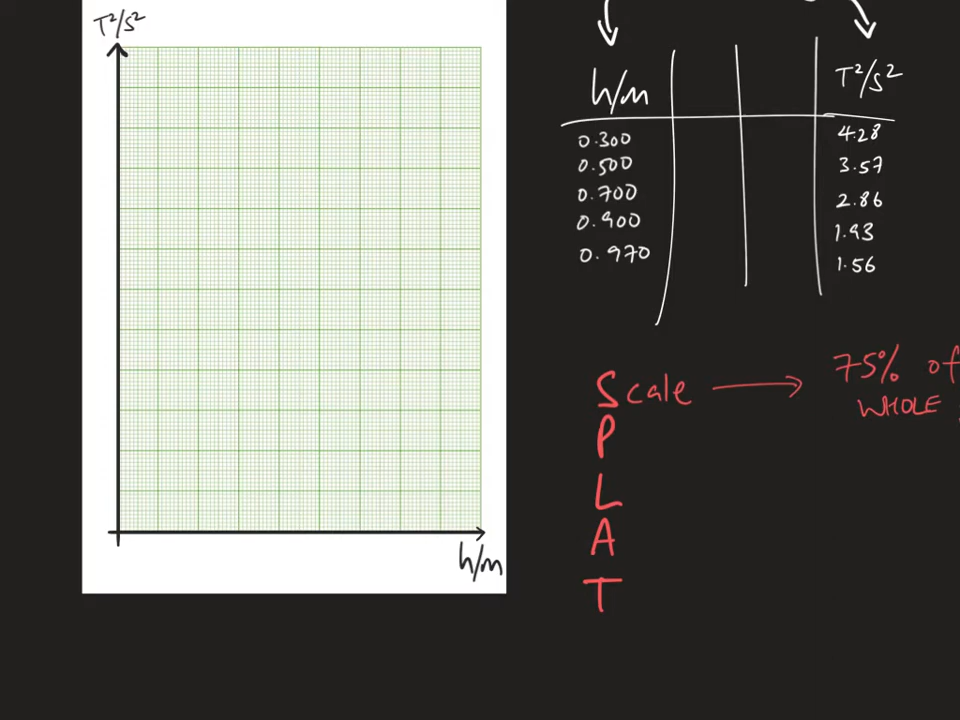 T²/s²
h/m
h/m T²/s²
0.300 4.28
0.500 3.57
0.700 2.86
0.900 1.93
0.970 1.56
Scale → 75% of
WHOLE
P
L
A
T